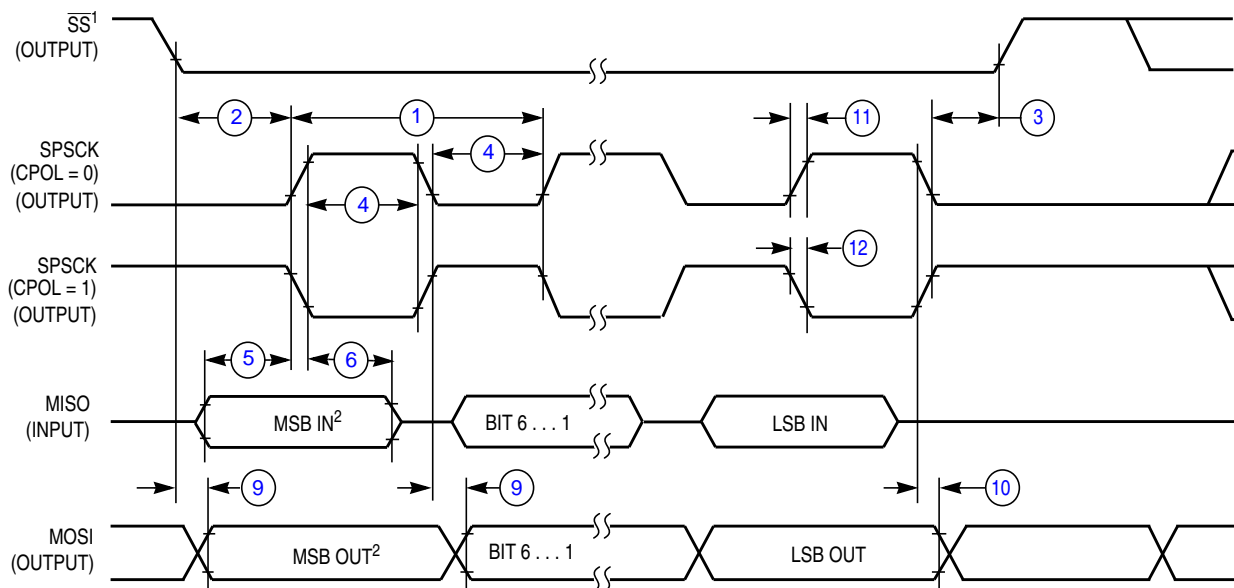 SS1
(OUTPUT)
2
1
11
3
SPSCK
(CPOL = 0)
(OUTPUT)
4
4
SPSCK
(CPOL = 1)
(OUTPUT)
12
5
6
MISO
(INPUT)
MSB IN2
BIT 6 . . . 1
LSB IN
9
9
10
MOSI
(OUTPUT)
MSB OUT2
BIT 6 . . . 1
LSB OUT